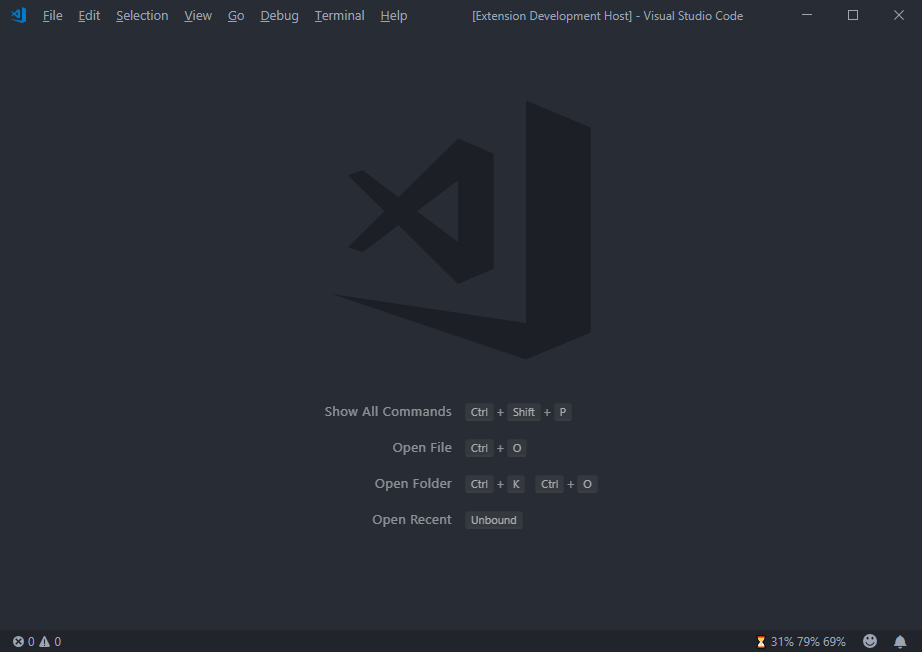 File Edit Selection View Go Debug Terminal Help [Extension Development Host] - Visual Studio Code
Show All Commands Ctrl + Shift + P
Open File Ctrl + O
Open Folder Ctrl + K Ctrl + O
Open Recent Unbound
0 0 31% 79% 69%